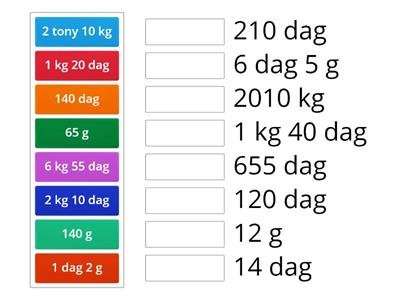 2 tony 10 kg
210 dag
1 kg 20 dag
6 dag 5 g
140 dag
2010 kg
65 g
1 kg 40 dag
6 kg 55 dag
655 dag
2 kg 10 dag
120 dag
140 g
12 g
1 dag 2 g
14 dag